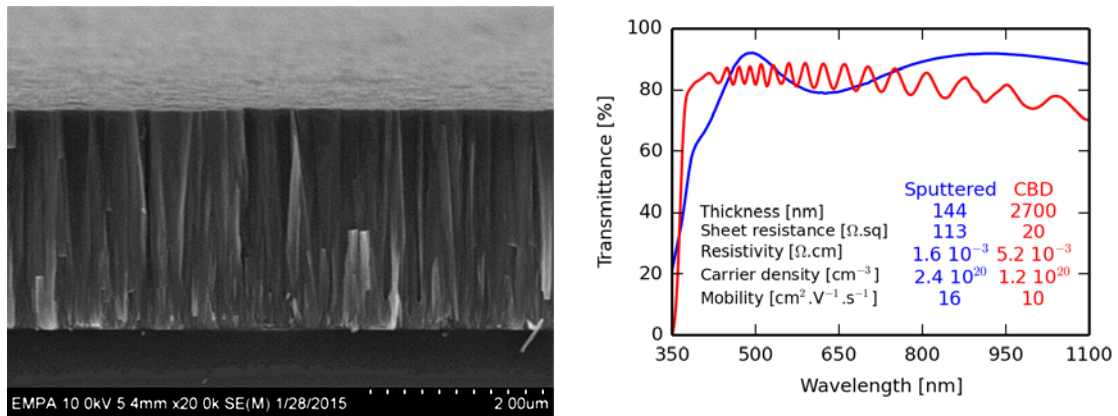 EMPA 10 0kV 5 4mm x20 0k SE(M) 1/28/2015 2 00um
100
80
60
40
20
0
Transmittance [%]
Sputtered CBD
Thickness [nm] 144 2700
Sheet resistance [Ω.sq] 113 20
Resistivity [Ω.cm] 1.6 10⁻³ 5.2 10⁻³
Carrier density [cm⁻³] 2.4 10²⁰ 1.2 10²⁰
Mobility [cm².V⁻¹.s⁻¹] 16 10
350 500 650 800 950 1100
Wavelength [nm]